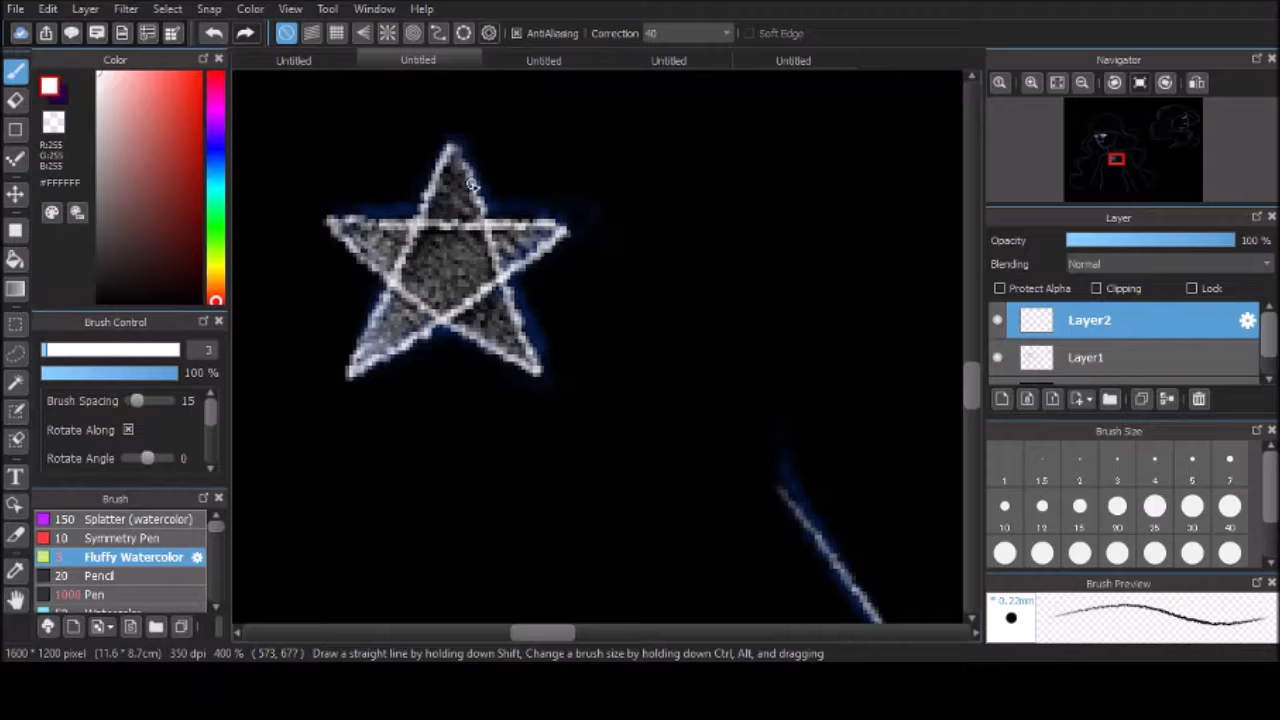 File Edit Layer Filter Select Snap Color View Tool Window Help
AntiAliasing Correction 40 Soft Edge
Color
Untitled Untitled Untitled Untitled Untitled
Navigator
R:255
G:255
B:255
#FFFFFF
Layer
Opacity 100 %
Blending Normal
Protect Alpha Clipping Lock
Layer2
Layer1
Brush Control
3
100 %
Brush Spacing 15
Rotate Along
Rotate Angle 0
Brush
150 Splatter (watercolor)
10 Symmetry Pen
3 Fluffy Watercolor
20 Pencil
1000 Pen
Brush Size
1 1.5 2 3 4 5 7
10 12 15 20 25 30 40
Brush Preview
* 0.22mm
1600 * 1200 pixel (11.6 * 8.7cm) 350 dpi 400 % ( 573, 677 ) Draw a straight line by holding down Shift, Change a brush size by holding down Ctrl, Alt, and dragging